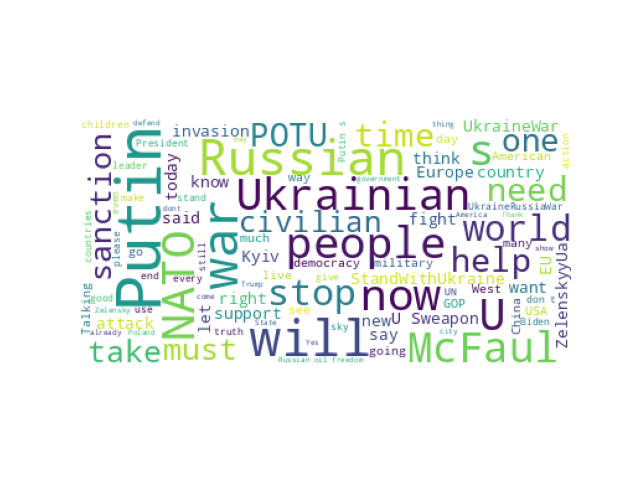 children
defend
invasion
POTU
time
thing
UkraineWar
President
Putin s
day
one
American
action
sanction
Putin
today
Russian
think
s
leader
way
Europe
country
know
government
need
even
make
stand
Ukrainian
UkraineRussiaWar
countries
please
said
war
civilian
fight
America
Thank
world
NATO
go
still
much
people
many
show
Kyiv
democracy
military
help
EU
ZelenskyyUa
end
every
live
give
StandWithUkraine
West
want
Talking
good
use
let
come
right
Trump
stop
now
UN
U
GOP
China
don t
Zelensky
support
see
new
U Sweapon
USA
attack
truth
State
sky
say
city
Biden
already
Poland
dont
may
take
must
will
Yes
going
McFaul
Russian oil freedom